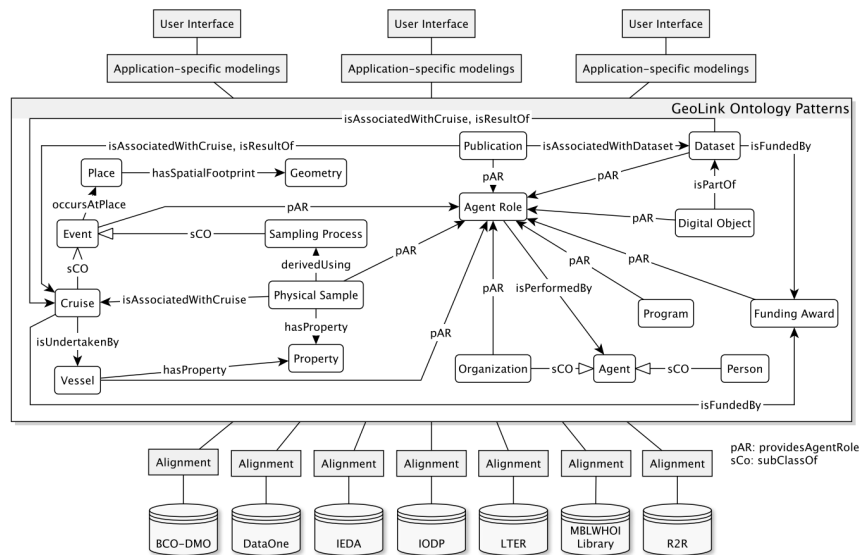 User Interface
User Interface
User Interface
Application-specific modelings
Application-specific modelings
Application-specific modelings
GeoLink Ontology Patterns
isAssociatedWithCruise, isResultOf
isAssociatedWithCruise, isResultOf
Publication
isAssociatedWithDataset
Dataset
isFundedBy
Place
hasSpatialFootprint
Geometry
pAR
pAR
isPartOf
occursAtPlace
pAR
Agent Role
pAR
Digital Object
Event
sCO
Sampling Process
pAR
pAR
pAR
sCO
derivedUsing
Cruise
isAssociatedWithCruise
Physical Sample
pAR
isPerformedBy
Program
Funding Award
isUndertakenBy
hasProperty
pAR
Property
Vessel
hasProperty
Organization
sCO
Agent
sCO
Person
isFundedBy
pAR: providesAgentRole
sCo: subClassOf
Alignment
Alignment
Alignment
Alignment
Alignment
Alignment
Alignment
BCO-DMO
DataOne
IEDA
IODP
LTER
MBLWHOI
Library
R2R